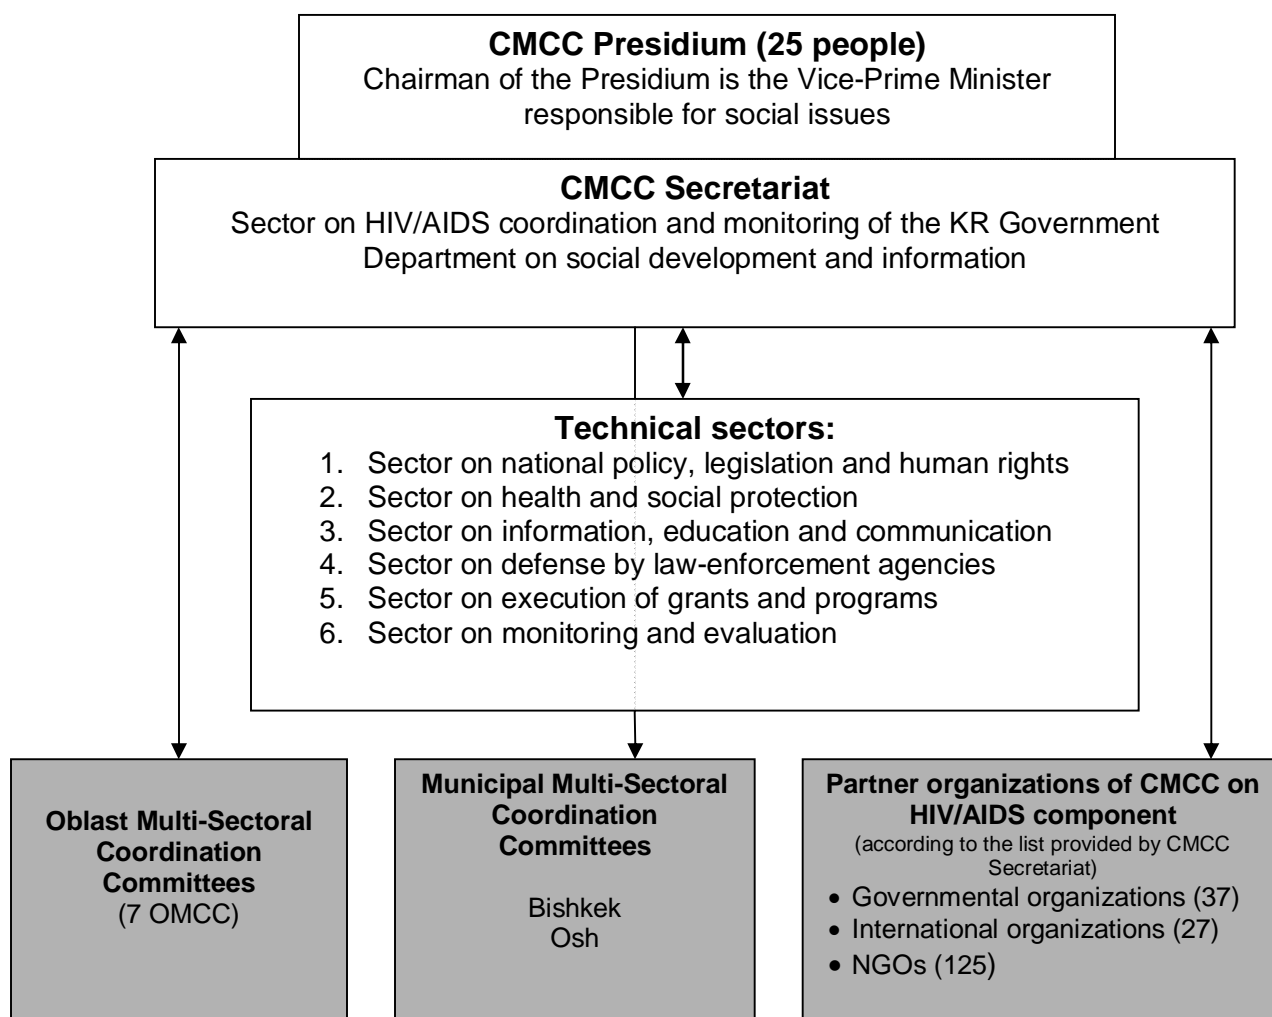 CMCC Presidium (25 people)
Chairman of the Presidium is the Vice-Prime Minister
responsible for social issues
CMCC Secretariat
Sector on HIV/AIDS coordination and monitoring of the KR Government
Department on social development and information
Technical sectors:
1. Sector on national policy, legislation and human rights
2. Sector on health and social protection
3. Sector on information, education and communication
4. Sector on defense by law-enforcement agencies
5. Sector on execution of grants and programs
6. Sector on monitoring and evaluation
Oblast Multi-Sectoral
Coordination
Committees
(7 OMCC)
Municipal Multi-Sectoral
Coordination
Committees
Bishkek
Osh
Partner organizations of CMCC on
HIV/AIDS component
(according to the list provided by CMCC
Secretariat)
• Governmental organizations (37)
• International organizations (27)
• NGOs (125)